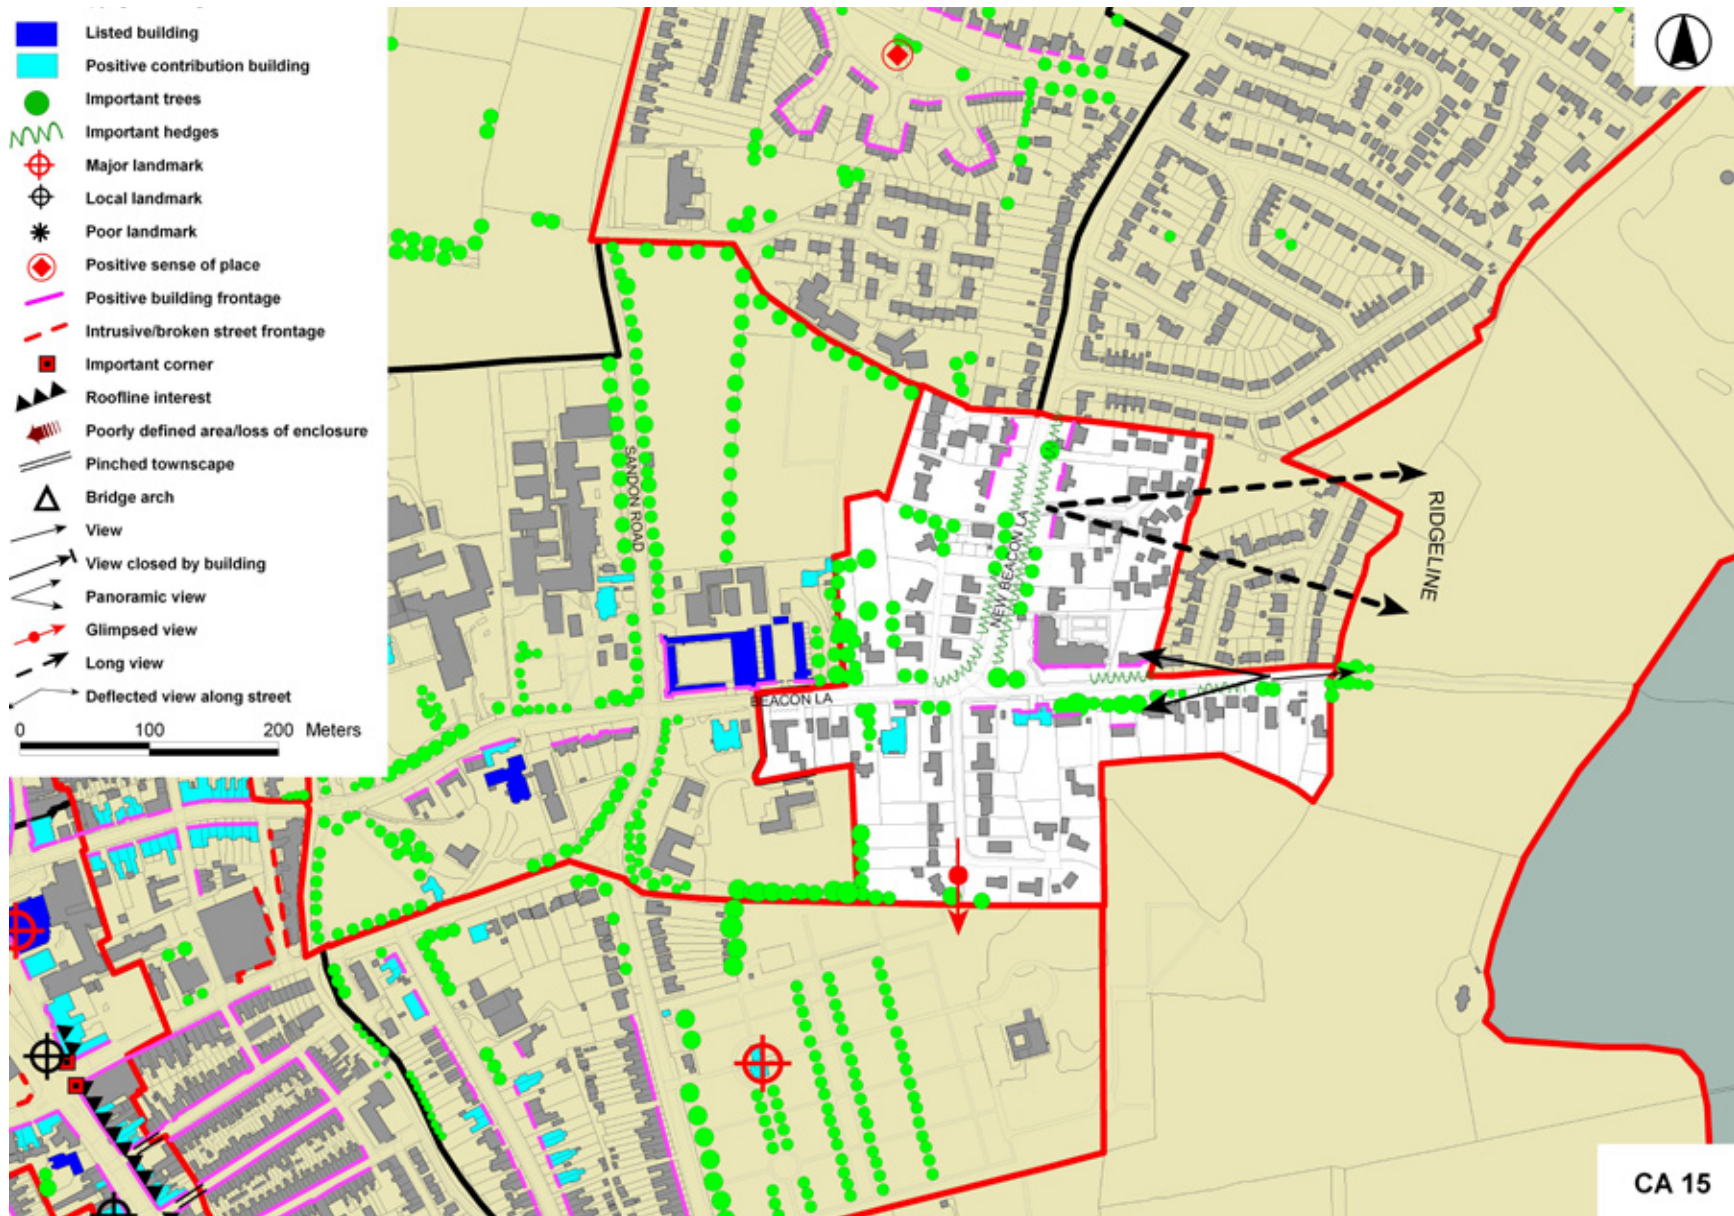 Listed building
Positive contribution building
Important trees
Important hedges
Major landmark
Local landmark
Poor landmark
Positive sense of place
Positive building frontage
Intrusive/broken street frontage
Important corner
Roofline interest
Poorly defined area/loss of enclosure
Pinched townscape
Bridge arch
View
View closed by building
Panoramic view
Glimpsed view
Long view
Deflected view along street
0 100 200 Meters
SANDON ROAD
NEW BEACON LA
RIDGELINE
BEACON LA
CA 15